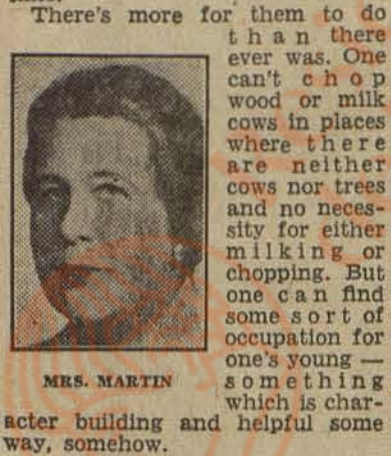 There's more for them to do
than there
ever was. One
can't chop
wood or milk
cows in places
where there
are neither
cows nor trees
and no neces-
sity for either
milking or
chopping. But
one can find
some sort of
occupation for
one's young —
something
which is char-
acter building and helpful some
way, somehow.
MRS. MARTIN